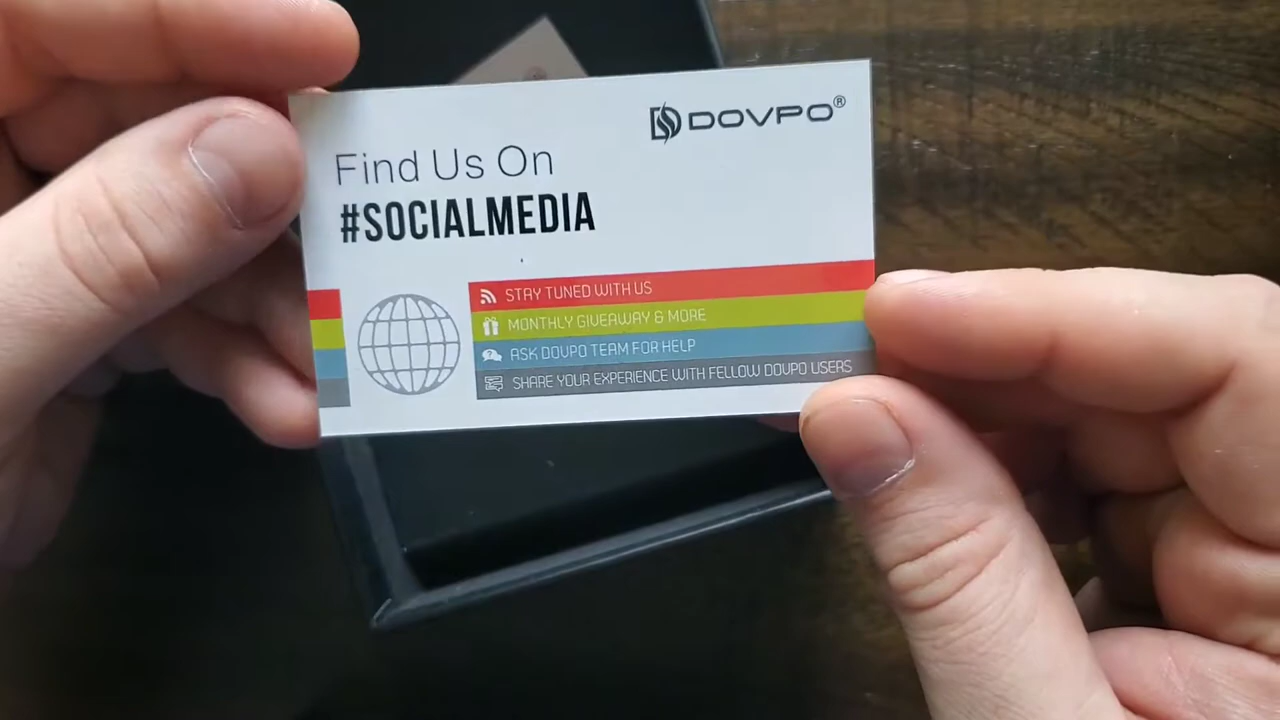 DOVPO®
Find Us On
#SOCIALMEDIA
STAY TUNED WITH US
MONTHLY GIVEAWAY & MORE
ASK DOVPO TEAM FOR HELP
SHARE YOUR EXPERIENCE WITH FELLOW DOVPO USERS